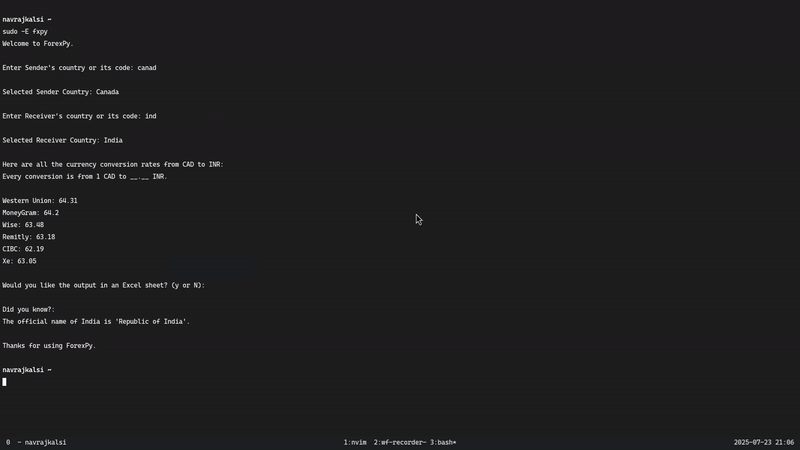 navrajkalsi ~
sudo -E fxpy
Welcome to ForexPy.
Enter Sender's country or its code: canad
Selected Sender Country: Canada
Enter Receiver's country or its code: ind
Selected Receiver Country: India
Here are all the currency conversion rates from CAD to INR:
Every conversion is from 1 CAD to __.__ INR.
Western Union: 64.31
MoneyGram: 64.2
Wise: 63.48
Remitly: 63.18
CIBC: 62.19
Xe: 63.05
Would you like the output in an Excel sheet? (y or N):
Did you know?:
The official name of India is 'Republic of India'.
Thanks for using ForexPy.
navrajkalsi ~
0 - navrajkalsi 1:nvim 2:wf-recorder- 3:bash* 2025-07-23 21:06